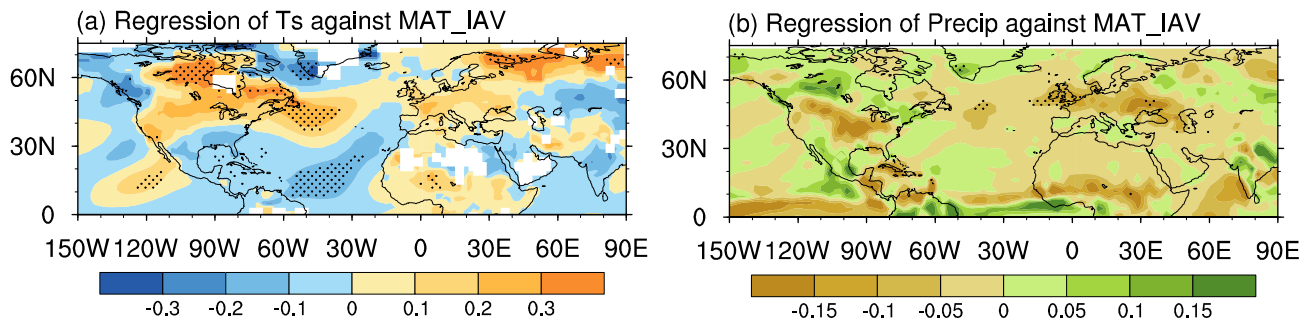 (a) Regression of Ts against MAT_IAV
60N
30N
0
150W 120W 90W 60W 30W 0 30E 60E 90E
-0.3 -0.2 -0.1 0 0.1 0.2 0.3
(b) Regression of Precip against MAT_IAV
60N
30N
0
150W 120W 90W 60W 30W 0 30E 60E 90E
-0.15 -0.1 -0.05 0 0.05 0.1 0.15